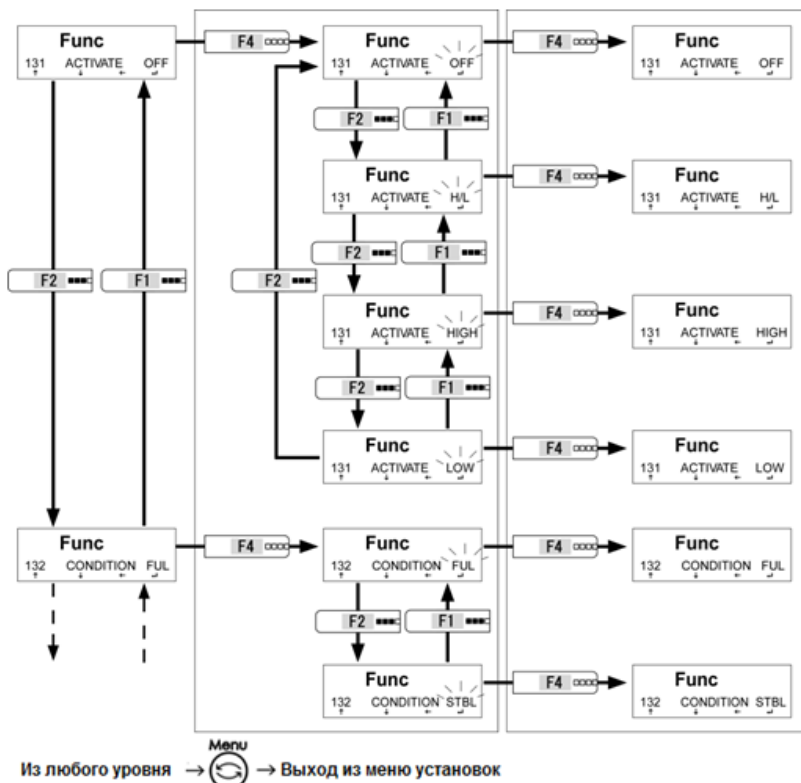 Func F4 Func F4 Func
131 ACTIVATE OFF 131 ACTIVATE OFF 131 ACTIVATE OFF
F2 F1
Func F4 Func
131 ACTIVATE H/L 131 ACTIVATE H/L
F2 F1 F2 F2 F1
Func F4 Func
131 ACTIVATE HIGH 131 ACTIVATE HIGH
F2 F1
Func F4 Func
131 ACTIVATE LOW 131 ACTIVATE LOW
Func F4 Func F4 Func
132 CONDITION FUL 132 CONDITION FUL 132 CONDITION FUL
F2 F1
Func F4 Func
132 CONDITION STBL 132 CONDITION STBL
Menu
Из любого уровня → → Выход из меню установок